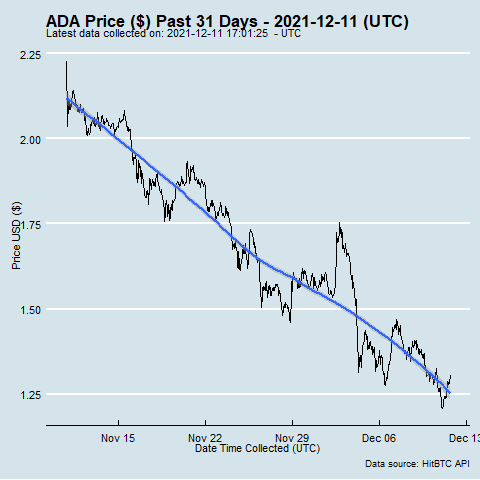 ADA Price ($) Past 31 Days - 2021-12-11 (UTC)
Latest data collected on: 2021-12-11 17:01:25 - UTC
2.25
2.00
1.75
1.50
1.25
Price USD ($)
Nov 15 Nov 22 Nov 29 Dec 06 Dec 13
Date Time Collected (UTC)
Data source: HitBTC API